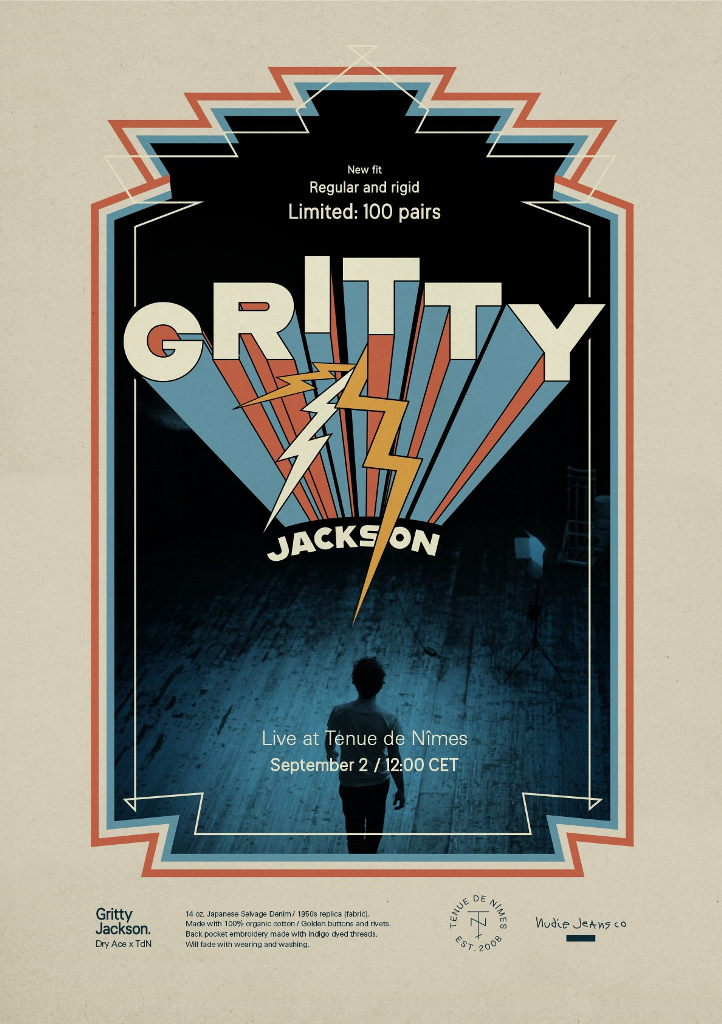 New fit
Regular and rigid
Limited: 100 pairs
GRITTY
JACKSON
Live at Tenue de Nîmes
September 2 / 12:00 CET
Gritty
Jackson.
Dry Ace x TdN
14 oz. Japanese Selvage Denim / 1950s replica (fabric).
Made with 100% organic cotton / Golden buttons and rivets.
Back pocket embroidery made with indigo dyed threads.
Will fade with wearing and washing.
TENUE DE NÎMES
TN
EST. 2008
Nudie Jeans co